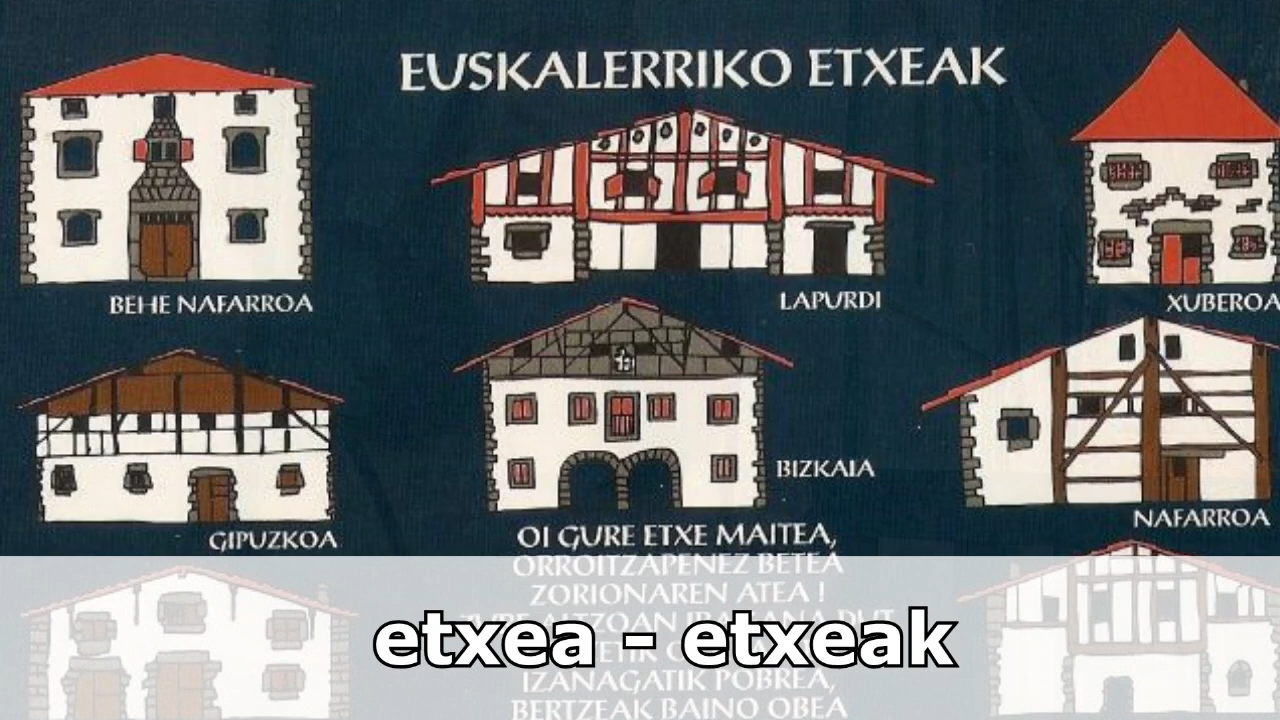 EUSKALERRIKO ETXEAK
BEHE NAFARROA
LAPURDI
XUBEROA
GIPUZKOA
BIZKAIA
NAFARROA
OI GURE ETXE MAITEA,
ORROITZAPENEZ BETEA
ZORIONAREN ATEA !
DUT
IZANAGATIK POBREA,
BERTZEAK BAINO OBEA
etxea - etxeak